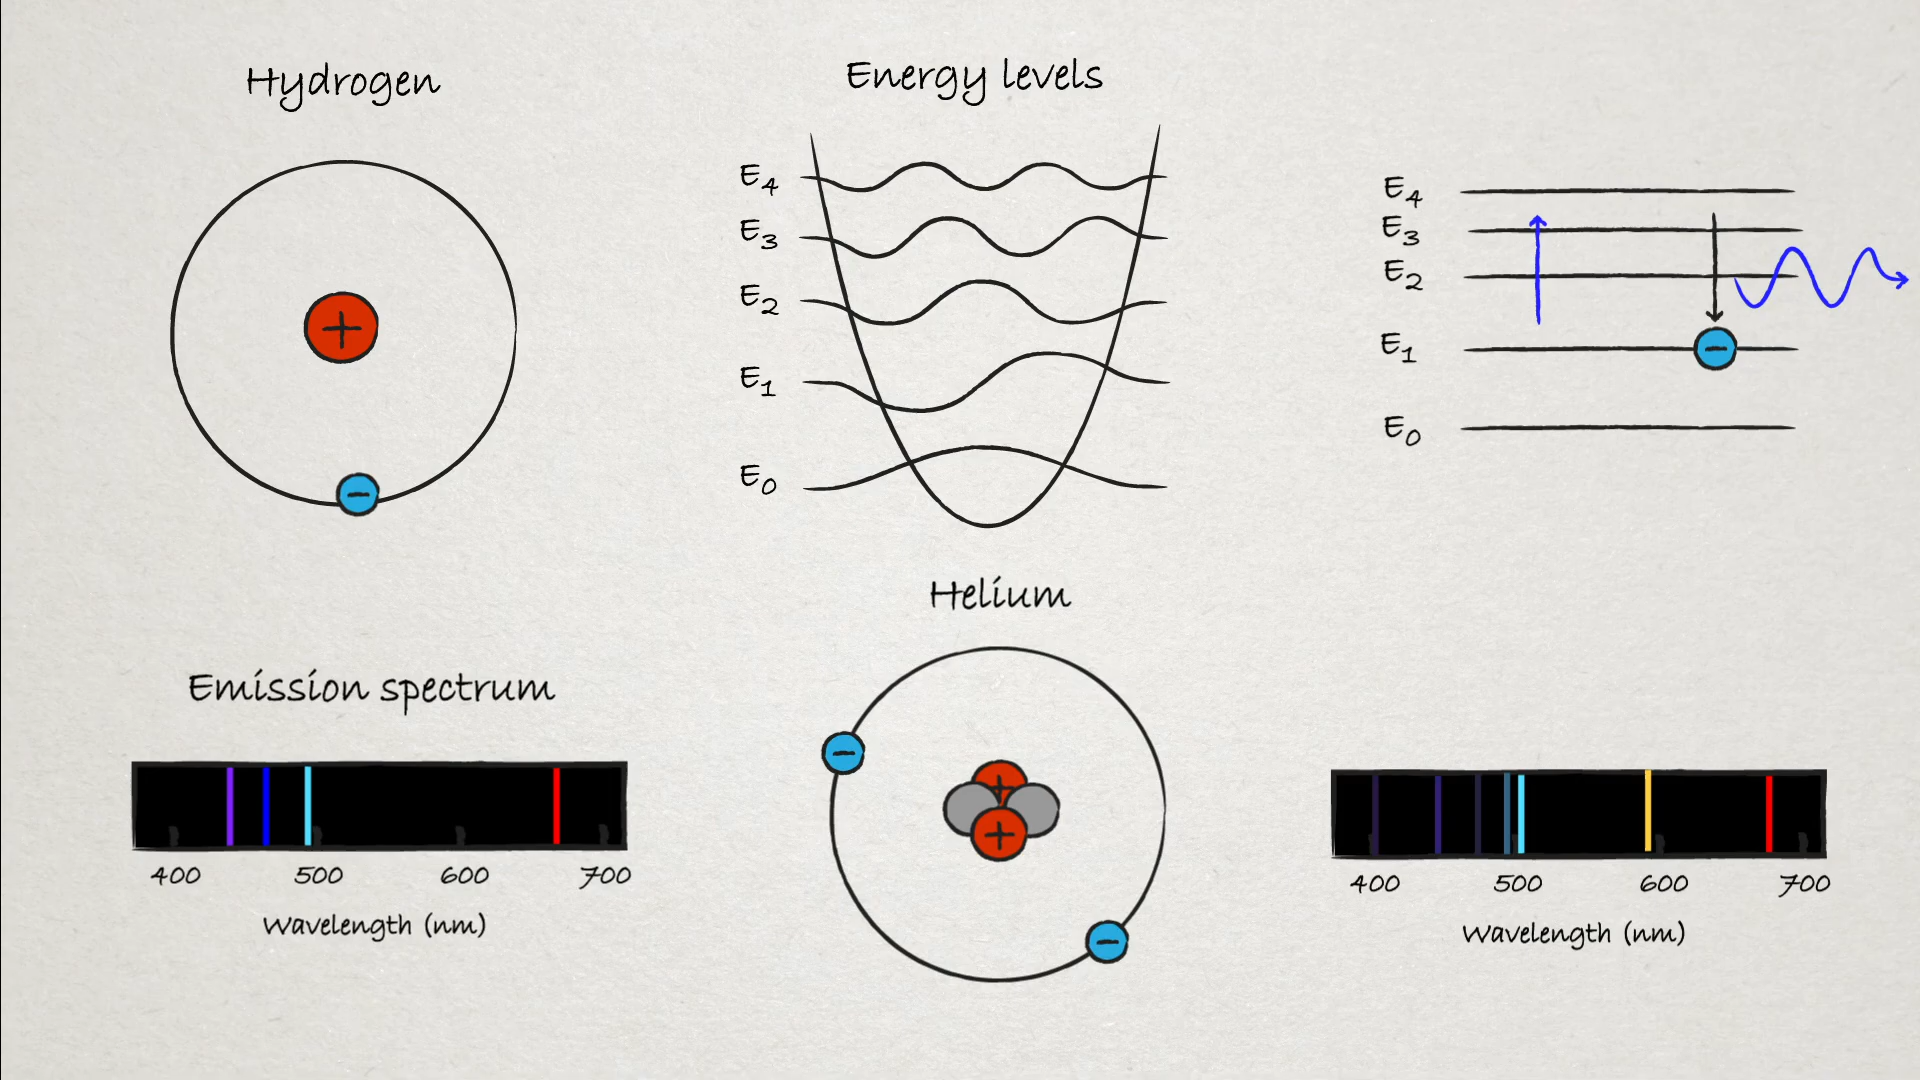 Hydrogen
+
−
Energy levels
E4
E3
E2
E1
E0
E4
E3
E2
E1
−
E0
Emission spectrum
400 500 600 700
Wavelength (nm)
Helium
−
+
+
−
400 500 600 700
Wavelength (nm)